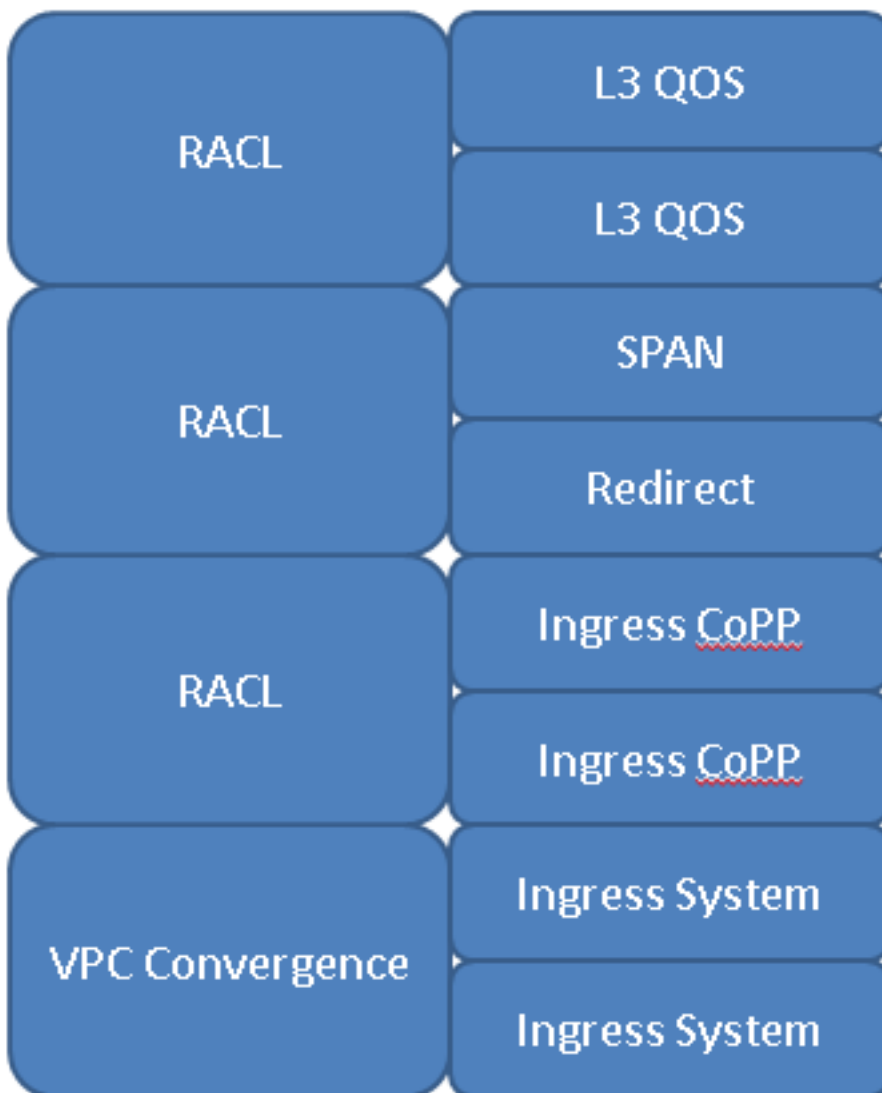 RACL
L3 QOS
L3 QOS
RACL
SPAN
Redirect
RACL
Ingress CoPP
Ingress CoPP
VPC Convergence
Ingress System
Ingress System